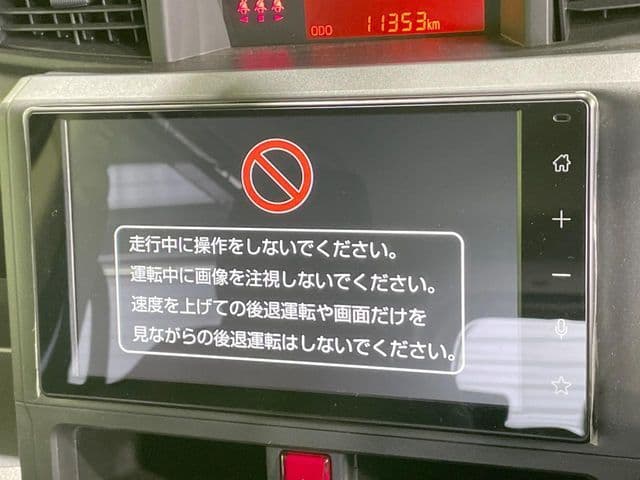 ODO 11353km
走行中に操作をしないでください。
運転中に画像を注視しないでください。
速度を上げての後退運転や画面だけを
見ながらの後退運転はしないでください。